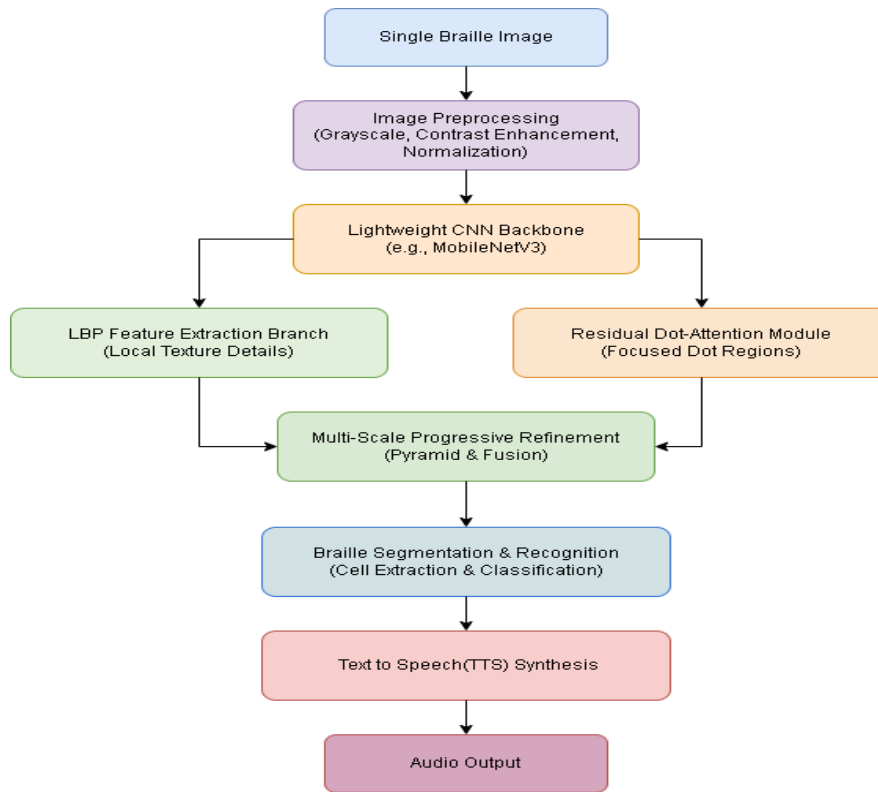 Single Braille Image
Image Preprocessing
(Grayscale, Contrast Enhancement,
Normalization)
Lightweight CNN Backbone
(e.g., MobileNetV3)
LBP Feature Extraction Branch
(Local Texture Details)
Residual Dot-Attention Module
(Focused Dot Regions)
Multi-Scale Progressive Refinement
(Pyramid & Fusion)
Braille Segmentation & Recognition
(Cell Extraction & Classification)
Text to Speech(TTS) Synthesis
Audio Output